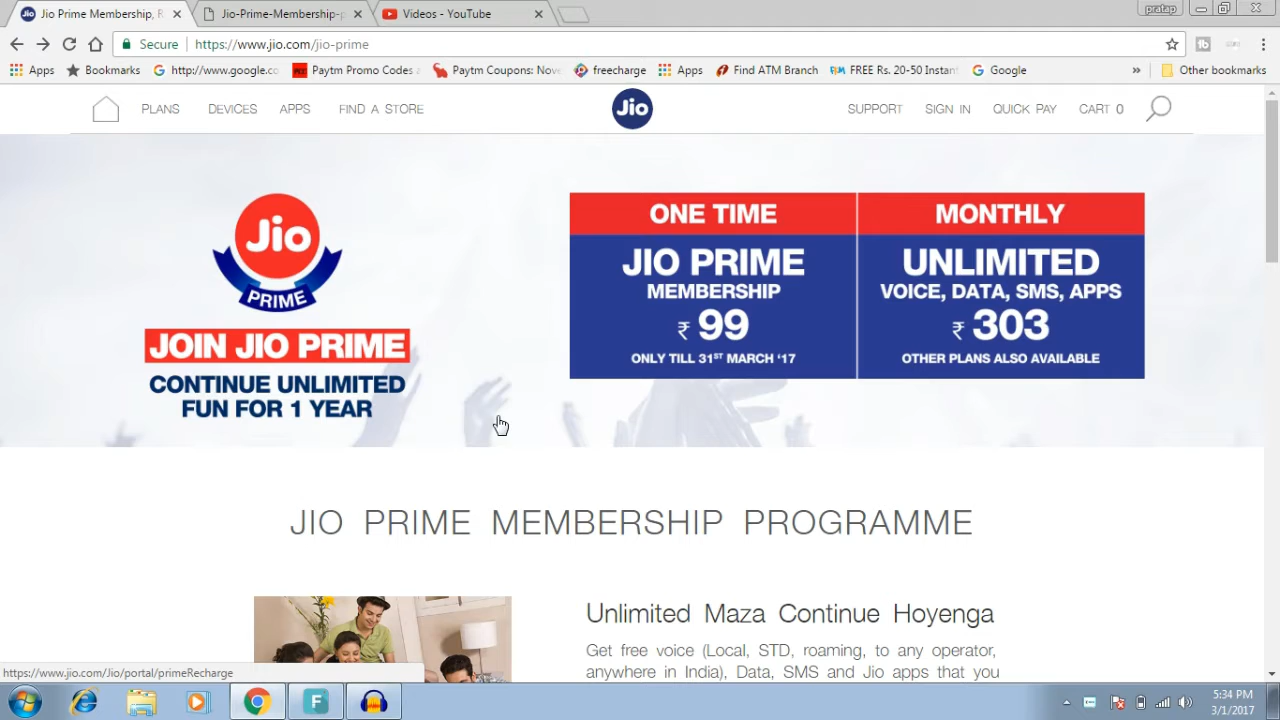 pratap
Jio Prime Membership, R
Jio-Prime-Membership-p
Videos - YouTube
Secure
https://www.jio.com/jio-prime
Apps
Bookmarks
http://www.google.co
Paytm Promo Codes
Paytm Coupons: Nove
freecharge
Apps
Find ATM Branch
FREE Rs. 20-50 Instan
Google
»
Other bookmarks
PLANS
DEVICES
APPS
FIND A STORE
Jio
SUPPORT
SIGN IN
QUICK PAY
CART 0
Jio
PRIME
JOIN JIO PRIME
CONTINUE UNLIMITED
FUN FOR 1 YEAR
ONE TIME
JIO PRIME
MEMBERSHIP
₹ 99
ONLY TILL 31ST MARCH ‘17
MONTHLY
UNLIMITED
VOICE, DATA, SMS, APPS
₹ 303
OTHER PLANS ALSO AVAILABLE
JIO PRIME MEMBERSHIP PROGRAMME
Unlimited Maza Continue Hoyenga
Get free voice (Local, STD, roaming, to any operator,
anywhere in India), Data, SMS and Jio apps that you
https://www.jio.com/Jio/portal/primeRecharge
F
5:34 PM
3/1/2017